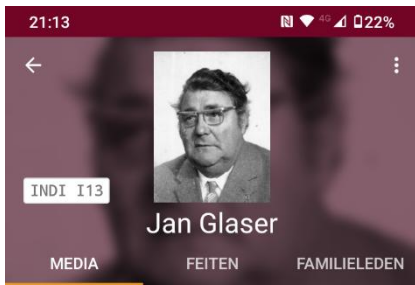 21:13 4G 22%
INDI I13
Jan Glaser
MEDIA FEITEN FAMILIELEDEN